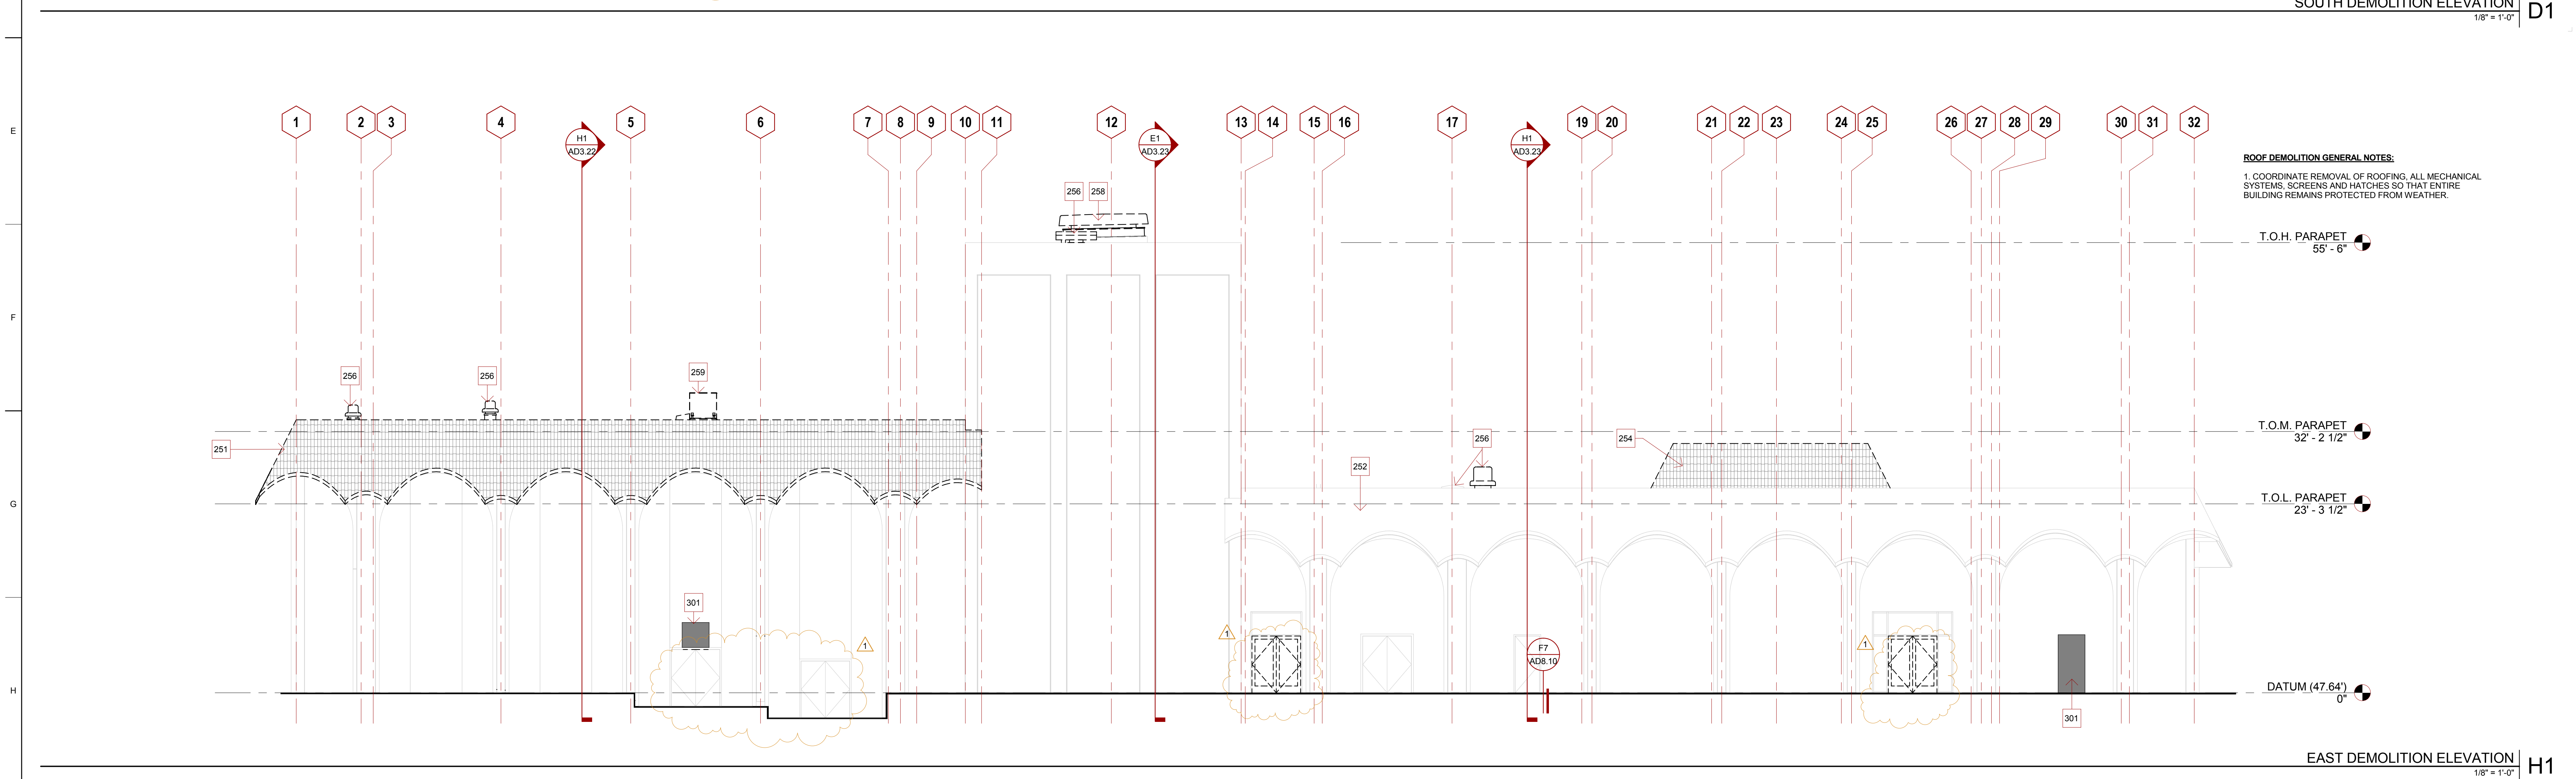 SOUTH DEMOLITION ELEVATION
1/8" = 1'-0"
D1
E
F
G
H
1 2 3 4 5 6 7 8 9 10 11 12 13 14 15 16 17 19 20 21 22 23 24 25 26 27 28 29 30 31 32
H1
AD3.22
E1
AD3.23
H1
AD3.23
ROOF DEMOLITION GENERAL NOTES:
1. COORDINATE REMOVAL OF ROOFING, ALL MECHANICAL
SYSTEMS, SCREENS AND HATCHES SO THAT ENTIRE
BUILDING REMAINS PROTECTED FROM WEATHER.
256 258
T.O.H. PARAPET
55' - 6"
256
256
259
T.O.M. PARAPET
32' - 2 1/2"
251
256
254
252
T.O.L. PARAPET
23' - 3 1/2"
301
1
1
1
F7
AD8.10
DATUM (47.64')
0"
301
EAST DEMOLITION ELEVATION
1/8" = 1'-0"
H1